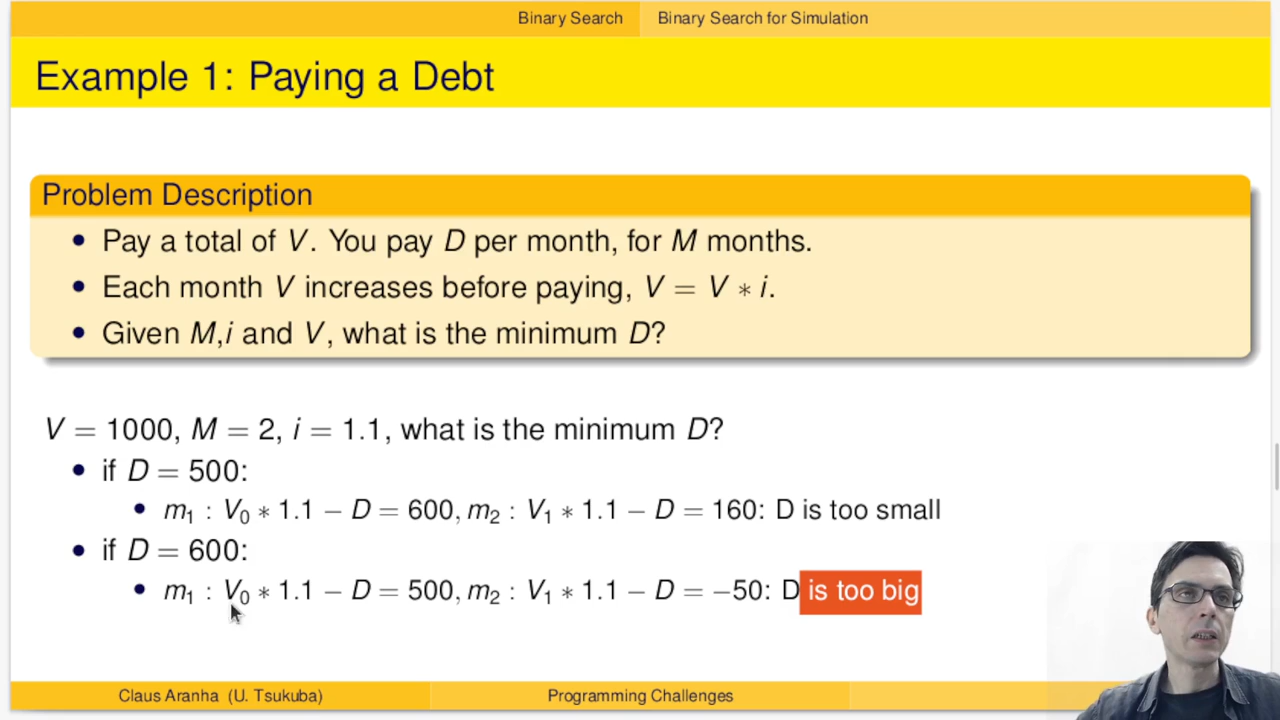 Binary Search Binary Search for Simulation
Example 1: Paying a Debt
Problem Description
• Pay a total of V. You pay D per month, for M months.
• Each month V increases before paying, V = V ∗ i.
• Given M,i and V, what is the minimum D?
V = 1000, M = 2, i = 1.1, what is the minimum D?
• if D = 500:
• m₁ : V₀ ∗ 1.1 − D = 600, m₂ : V₁ ∗ 1.1 − D = 160: D is too small
• if D = 600:
• m₁ : V₀ ∗ 1.1 − D = 500, m₂ : V₁ ∗ 1.1 − D = −50: D is too big
Claus Aranha (U. Tsukuba) Programming Challenges